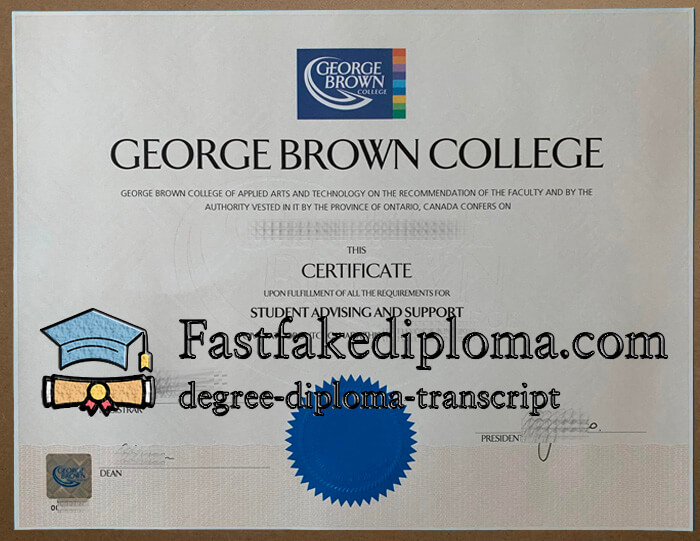 GEORGE
BROWN
COLLEGE
GEORGE BROWN COLLEGE
GEORGE BROWN COLLEGE OF APPLIED ARTS AND TECHNOLOGY ON THE RECOMMENDATION OF THE FACULTY AND BY THE
AUTHORITY VESTED IN IT BY THE PROVINCE OF ONTARIO, CANADA CONFERS ON
THIS
CERTIFICATE
UPON FULFILLMENT OF ALL THE REQUIREMENTS FOR
STUDENT ADVISING AND SUPPORT
Fastfakediploma.com
degree-diploma-transcript
PRESIDENT
DEAN
GEORGE
BROWN